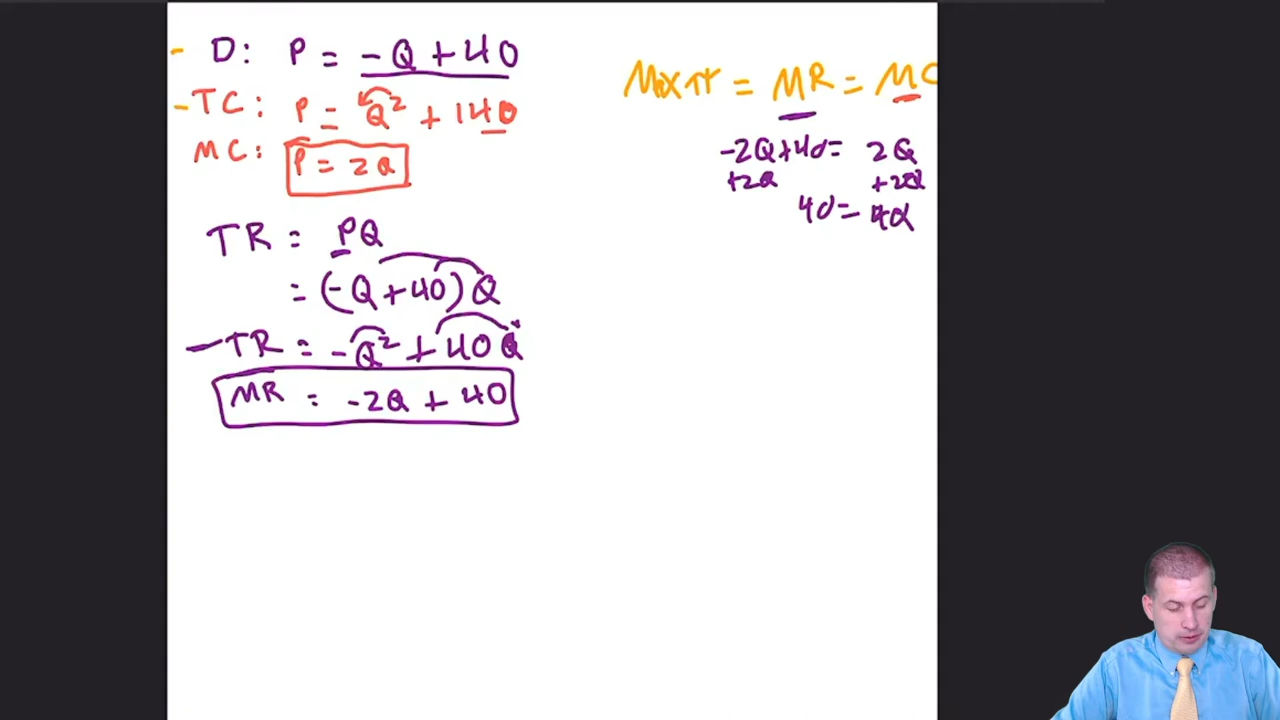 - D: P = -Q + 40
- TC: P = Q² + 140
MC: P = 2Q
TR = PQ
= (-Q + 40) Q
- TR = -Q² + 40Q
MR = -2Q + 40
Max π = MR = MC
-2Q + 40 = 2Q
+2Q +2Q
40 = 4Q